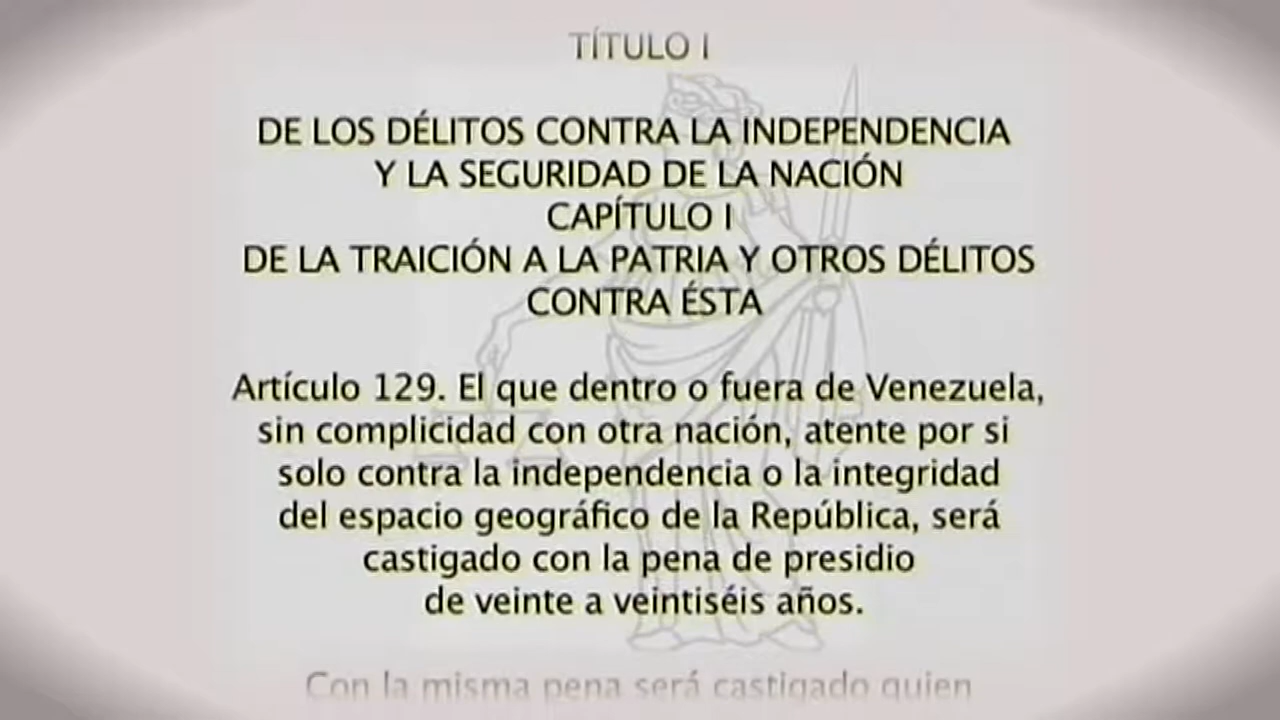 TÍTULO I
DE LOS DÉLITOS CONTRA LA INDEPENDENCIA
Y LA SEGURIDAD DE LA NACIÓN
CAPÍTULO I
DE LA TRAICIÓN A LA PATRIA Y OTROS DÉLITOS
CONTRA ÉSTA
Artículo 129. El que dentro o fuera de Venezuela,
sin complicidad con otra nación, atente por si
solo contra la independencia o la integridad
del espacio geográfico de la República, será
castigado con la pena de presidio
de veinte a veintiséis años.
Con la misma pena será castigado quien